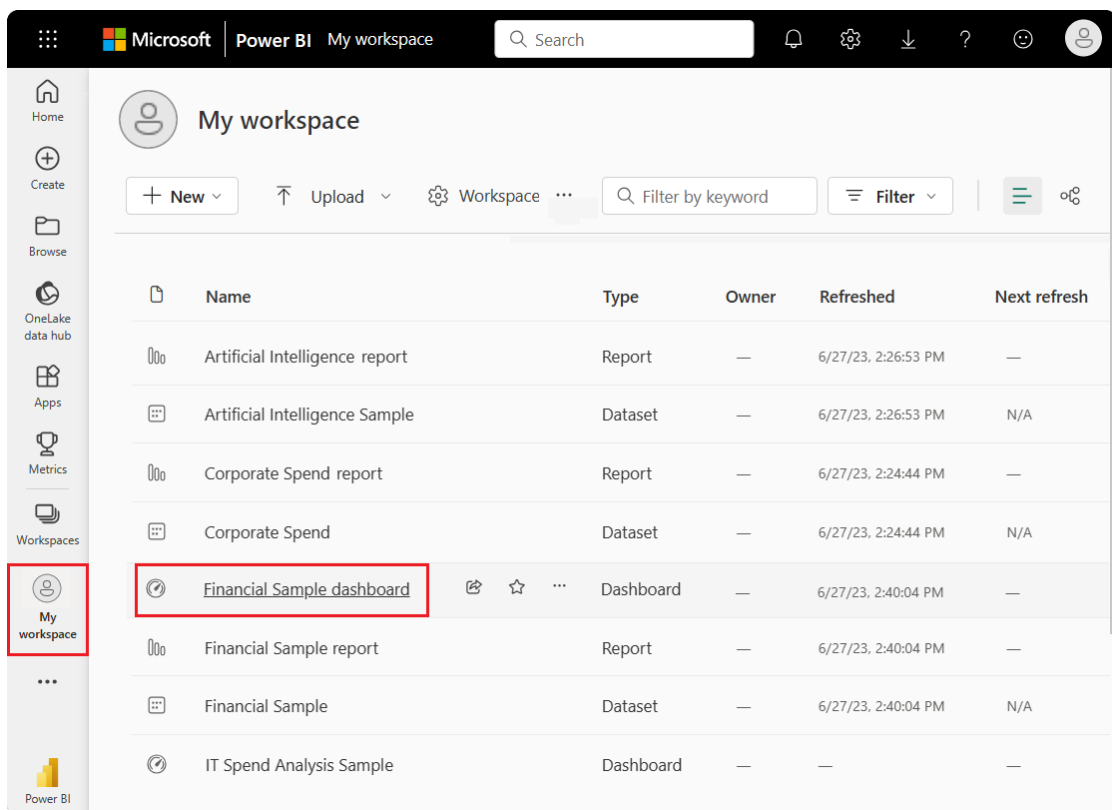 Microsoft Power BI My workspace Search
Home
Create
Browse
OneLake
data hub
Apps
Metrics
Workspaces
My
workspace
Power BI
My workspace
New Upload Workspace ... Filter by keyword Filter
Name Type Owner Refreshed Next refresh
Artificial Intelligence report Report — 6/27/23, 2:26:53 PM —
Artificial Intelligence Sample Dataset — 6/27/23, 2:26:53 PM N/A
Corporate Spend report Report — 6/27/23, 2:24:44 PM —
Corporate Spend Dataset — 6/27/23, 2:24:44 PM N/A
Financial Sample dashboard ... Dashboard — 6/27/23, 2:40:04 PM —
Financial Sample report Report — 6/27/23, 2:40:04 PM —
Financial Sample Dataset — 6/27/23, 2:40:04 PM N/A
IT Spend Analysis Sample Dashboard — — —